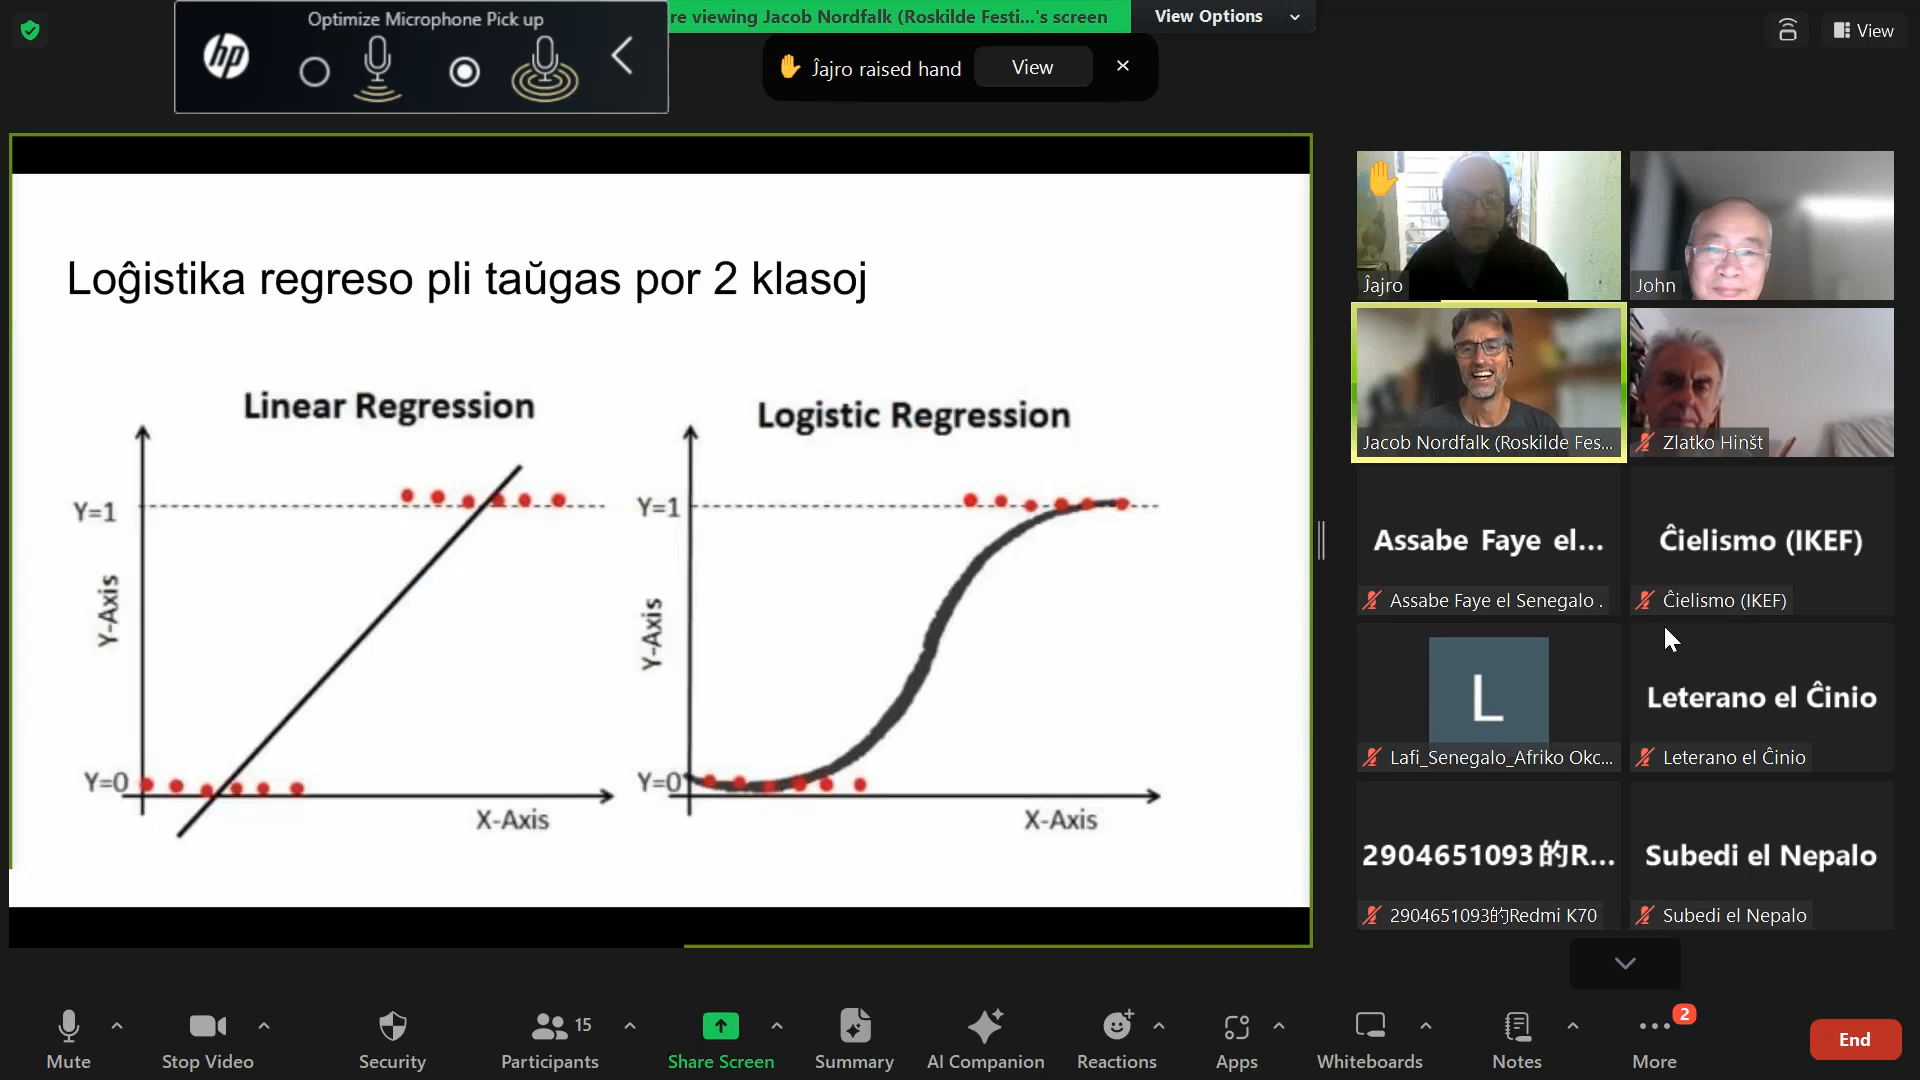 Optimize Microphone Pick up
hp
re viewing Jacob Nordfalk (Roskilde Festi...'s screen
View Options
View
Ĵajro raised hand
View
Loĝistika regreso pli taŭgas por 2 klasoj
Linear Regression
Y=1
Y-Axis
Y=0
X-Axis
Logistic Regression
Y=1
Y-Axis
Y=0
X-Axis
Ĵajro
John
Jacob Nordfalk (Roskilde Fes...
Zlatko Hinŝt
Assabe Faye el...
Assabe Faye el Senegalo .
Ĉielismo (IKEF)
Ĉielismo (IKEF)
L
Lafi_Senegalo_Afriko Okc...
Leterano el Ĉinio
Leterano el Ĉinio
2904651093的R...
2904651093的Redmi K70
Subedi el Nepalo
Subedi el Nepalo
Mute
Stop Video
Security
15
Participants
Share Screen
Summary
AI Companion
Reactions
Apps
Whiteboards
Notes
2
More
End